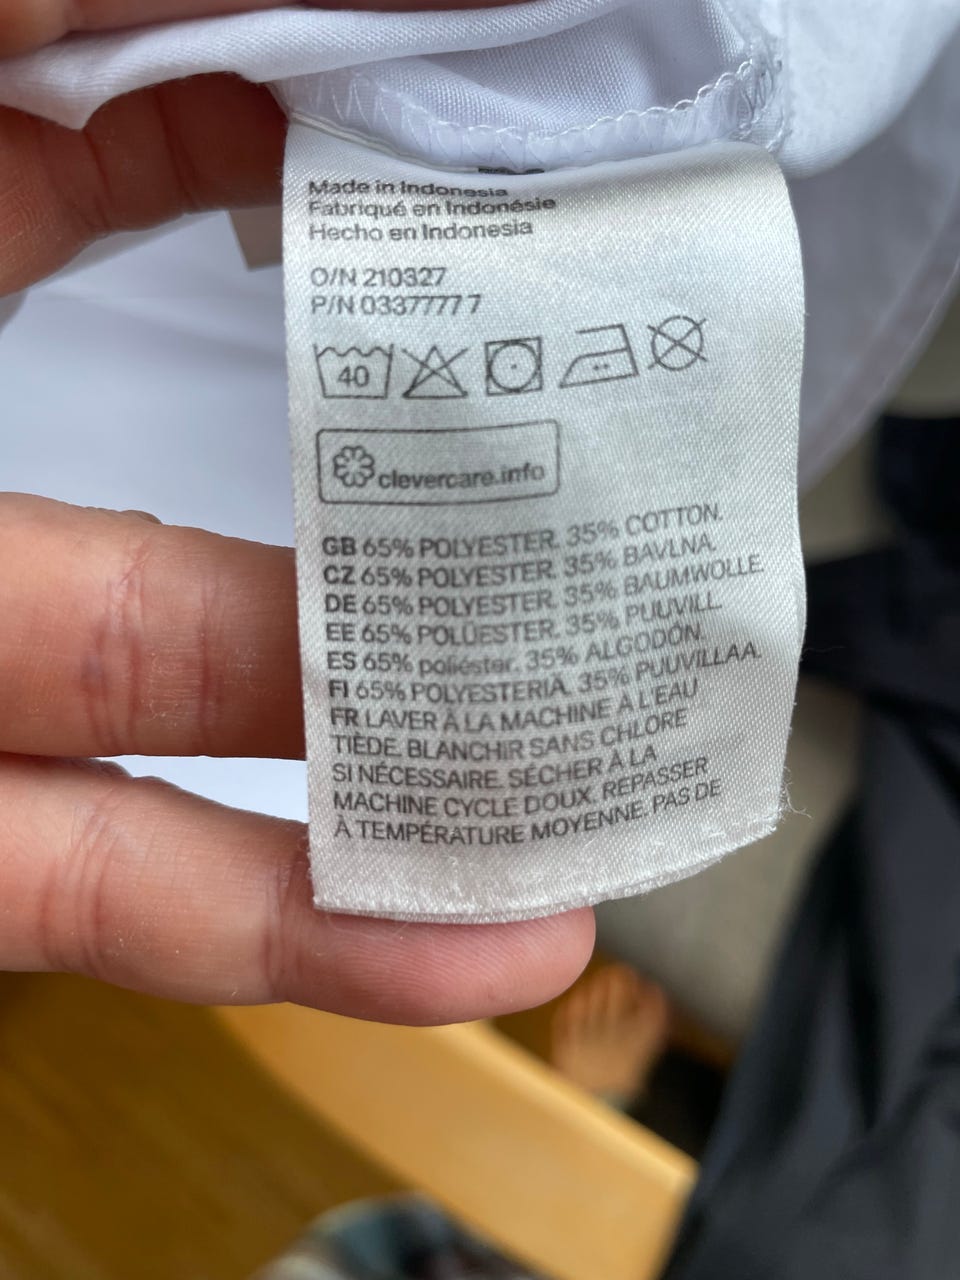 Made in Indonesia
Fabriqué en Indonésie
Hecho en Indonesia
O/N 210327
P/N 03377777
40
clevercare.info
GB 65% POLYESTER. 35% COTTON.
CZ 65% POLYESTER. 35% BAVLNA.
DE 65% POLYESTER. 35% BAUMWOLLE.
EE 65% POLÜESTER. 35% PUUVILL.
ES 65% poliéster. 35% ALGODÓN.
FI 65% POLYESTERIÄ. 35% PUUVILLAA.
FR LAVER À LA MACHINE À L'EAU
TIÈDE. BLANCHIR SANS CHLORE
SI NÉCESSAIRE. SÉCHER À LA
MACHINE CYCLE DOUX. REPASSER
À TEMPÉRATURE MOYENNE. PAS DE